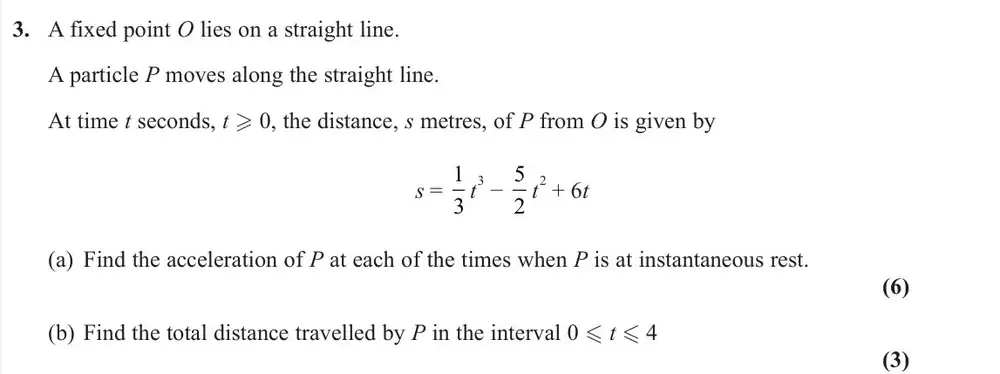 3. A fixed point O lies on a straight line.
A particle P moves along the straight line.
At time t seconds, t ⩾ 0, the distance, s metres, of P from O is given by
s = 1/3 t³ − 5/2 t² + 6t
(a) Find the acceleration of P at each of the times when P is at instantaneous rest.
(6)
(b) Find the total distance travelled by P in the interval 0 ⩽ t ⩽ 4
(3)